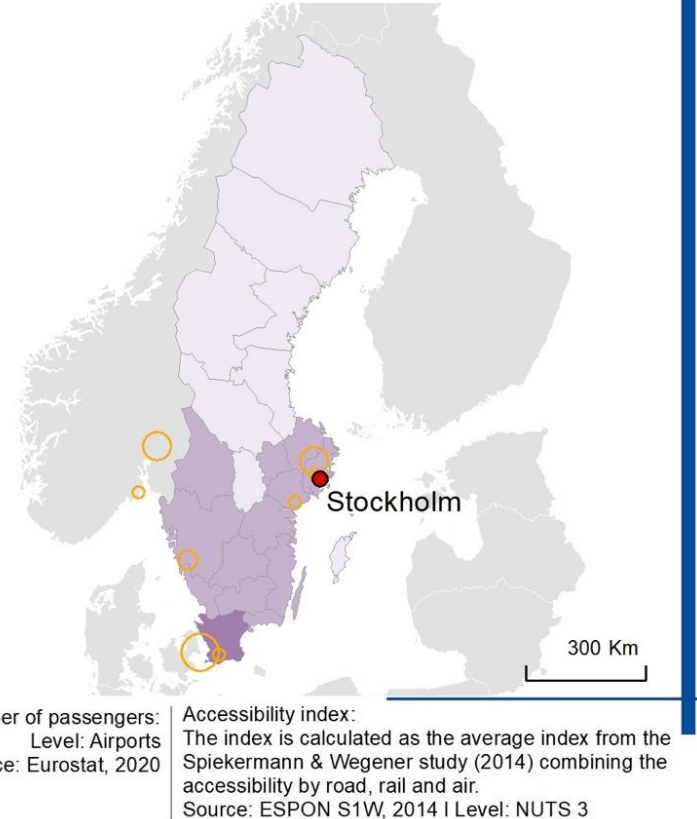 Stockholm
300 Km
er of passengers:
Level: Airports
ce: Eurostat, 2020
Accessibility index:
The index is calculated as the average index from the
Spiekermann & Wegener study (2014) combining the
accessibility by road, rail and air.
Source: ESPON S1W, 2014 I Level: NUTS 3